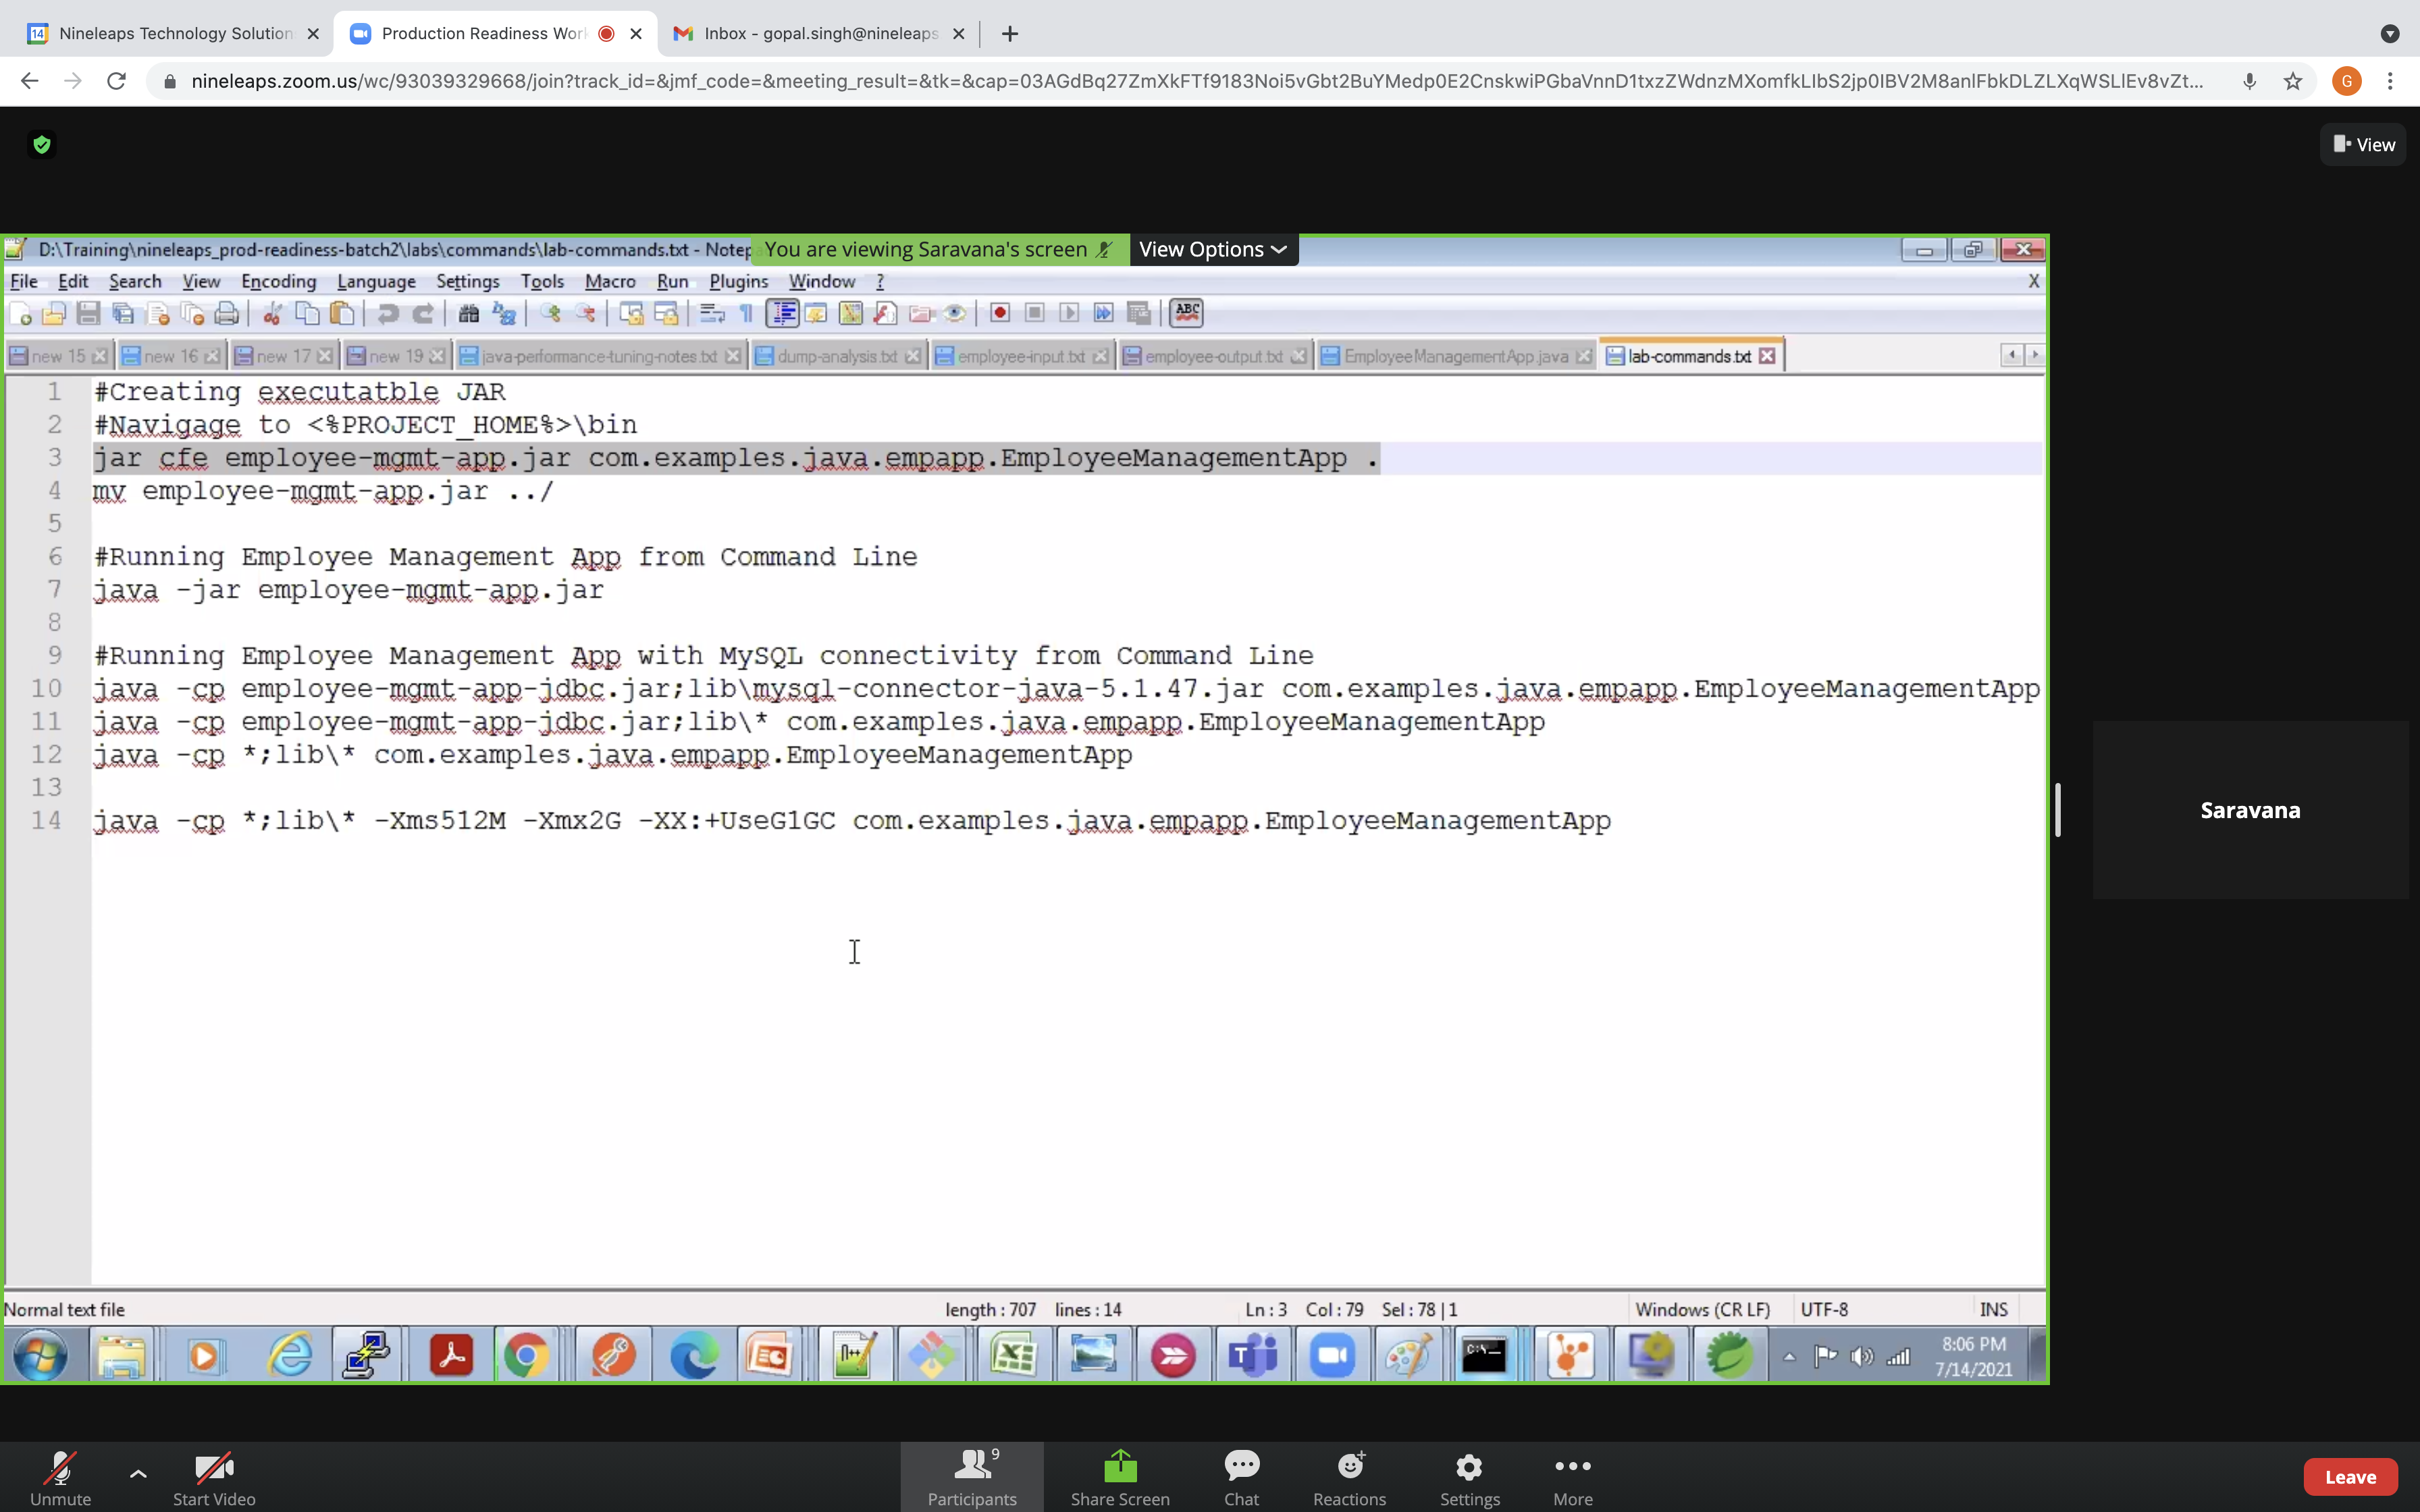 14 Nineleaps Technology Solution
Production Readiness Wor
Inbox - gopal.singh@nineleaps.
nineleaps.zoom.us/wc/93039329668/join?track_id=&jmf_code=&meeting_result=&tk=&cap=03AGdBq27ZmXkFTf9183Noi5vGbt2BuYMedp0E2CnskwiPGbaVnnD1txzZWdnzMXomfkLIbS2jp0IBV2M8anlFbkDLZLXqWSLlEv8vZt...
G
View
D:\Training\nineleaps_prod-readiness-batch2\labs\commands\lab-commands.txt - Notep
You are viewing Saravana's screen
View Options
File Edit Search View Encoding Language Settings Tools Macro Run Plugins Window ? X
ABC
new 15 new 16 new 17 new 19 java-performance-tuning-notes.txt dump-analysis.txt employee-input.txt employee-output.txt EmployeeManagementApp.java lab-commands.txt
1 #Creating executatble JAR
2 #Navigage to <%PROJECT_HOME%>\bin
3 jar cfe employee-mgmt-app.jar com.examples.java.empapp.EmployeeManagementApp .
4 mv employee-mgmt-app.jar ../
5
6 #Running Employee Management App from Command Line
7 java -jar employee-mgmt-app.jar
8
9 #Running Employee Management App with MySQL connectivity from Command Line
10 java -cp employee-mgmt-app-jdbc.jar;lib\mysql-connector-java-5.1.47.jar com.examples.java.empapp.EmployeeManagementApp
11 java -cp employee-mgmt-app-jdbc.jar;lib\* com.examples.java.empapp.EmployeeManagementApp
12 java -cp *;lib\* com.examples.java.empapp.EmployeeManagementApp
13
14 java -cp *;lib\* -Xms512M -Xmx2G -XX:+UseG1GC com.examples.java.empapp.EmployeeManagementApp
Saravana
Normal text file length : 707 lines : 14 Ln : 3 Col : 79 Sel : 78 | 1 Windows (CR LF) UTF-8 INS
8:06 PM
7/14/2021
9
Unmute Start Video Participants Share Screen Chat Reactions Settings More Leave